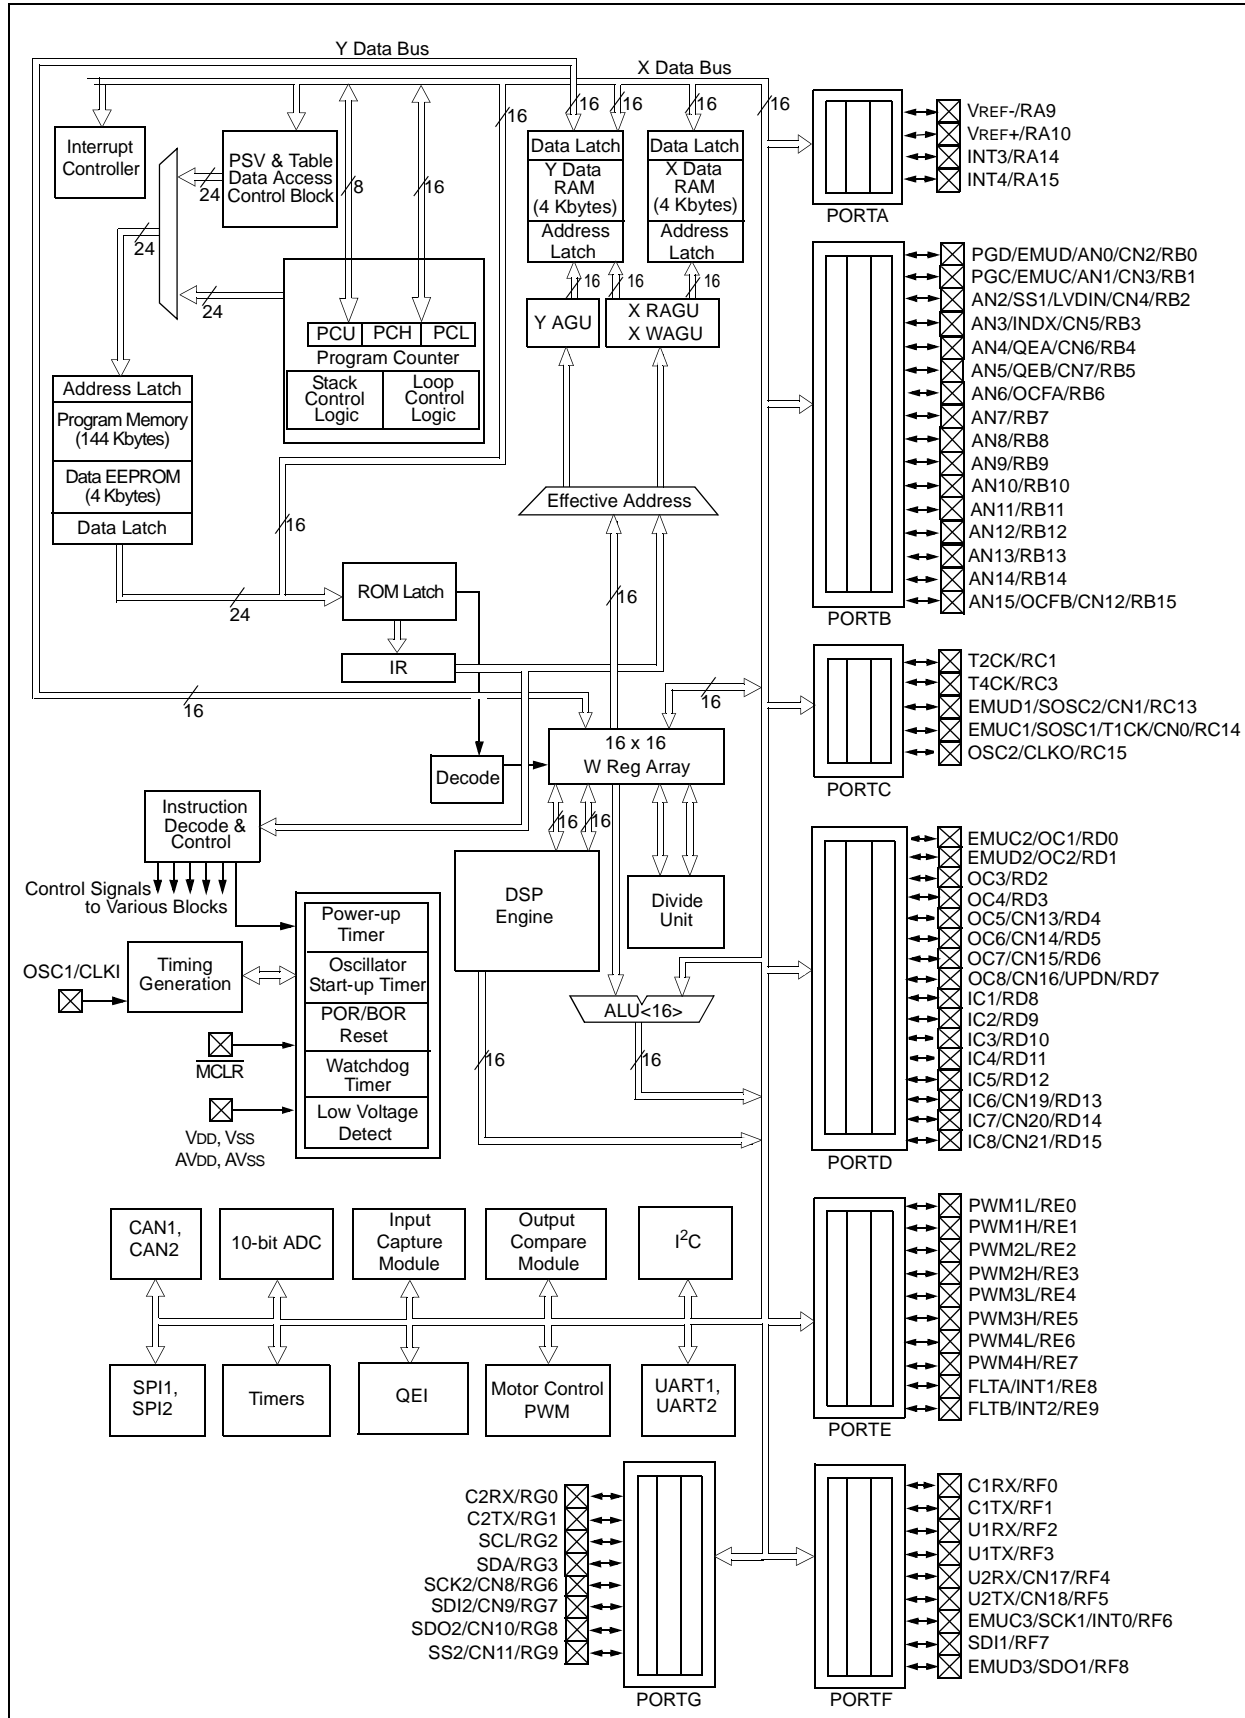 Y Data Bus
X Data Bus
16
16
16
16
16
Interrupt
Controller
PSV & Table
Data Access
Control Block
24
24
24
8
16
Data Latch
Y Data
RAM
(4 Kbytes)
Address
Latch
Data Latch
X Data
RAM
(4 Kbytes)
Address
Latch
16
16
16
Y AGU
X RAGU
X WAGU
PCU
PCH
PCL
Program Counter
Stack
Control
Logic
Loop
Control
Logic
Address Latch
Program Memory
(144 Kbytes)
Data EEPROM
(4 Kbytes)
Data Latch
Effective Address
16
24
ROM Latch
16
IR
16
16
16 x 16
W Reg Array
Decode
Instruction
Decode &
Control
16
16
Control Signals
to Various Blocks
DSP
Engine
Divide
Unit
Power-up
Timer
Oscillator
Start-up Timer
POR/BOR
Reset
Watchdog
Timer
Low Voltage
Detect
OSC1/CLKI
Timing
Generation
MCLR
VDD, VSS
AVDD, AVSS
ALU<16>
16
16
CAN1,
CAN2
10-bit ADC
Input
Capture
Module
Output
Compare
Module
I2C
SPI1,
SPI2
Timers
QEI
Motor Control
PWM
UART1,
UART2
VREF-/RA9
VREF+/RA10
INT3/RA14
INT4/RA15
PORTA
PGD/EMUD/AN0/CN2/RB0
PGC/EMUC/AN1/CN3/RB1
AN2/SS1/LVDIN/CN4/RB2
AN3/INDX/CN5/RB3
AN4/QEA/CN6/RB4
AN5/QEB/CN7/RB5
AN6/OCFA/RB6
AN7/RB7
AN8/RB8
AN9/RB9
AN10/RB10
AN11/RB11
AN12/RB12
AN13/RB13
AN14/RB14
AN15/OCFB/CN12/RB15
PORTB
T2CK/RC1
T4CK/RC3
EMUD1/SOSC2/CN1/RC13
EMUC1/SOSC1/T1CK/CN0/RC14
OSC2/CLKO/RC15
PORTC
EMUC2/OC1/RD0
EMUD2/OC2/RD1
OC3/RD2
OC4/RD3
OC5/CN13/RD4
OC6/CN14/RD5
OC7/CN15/RD6
OC8/CN16/UPDN/RD7
IC1/RD8
IC2/RD9
IC3/RD10
IC4/RD11
IC5/RD12
IC6/CN19/RD13
IC7/CN20/RD14
IC8/CN21/RD15
PORTD
PWM1L/RE0
PWM1H/RE1
PWM2L/RE2
PWM2H/RE3
PWM3L/RE4
PWM3H/RE5
PWM4L/RE6
PWM4H/RE7
FLTA/INT1/RE8
FLTB/INT2/RE9
PORTE
C2RX/RG0
C2TX/RG1
SCL/RG2
SDA/RG3
SCK2/CN8/RG6
SDI2/CN9/RG7
SDO2/CN10/RG8
SS2/CN11/RG9
PORTG
C1RX/RF0
C1TX/RF1
U1RX/RF2
U1TX/RF3
U2RX/CN17/RF4
U2TX/CN18/RF5
EMUC3/SCK1/INT0/RF6
SDI1/RF7
EMUD3/SDO1/RF8
PORTF